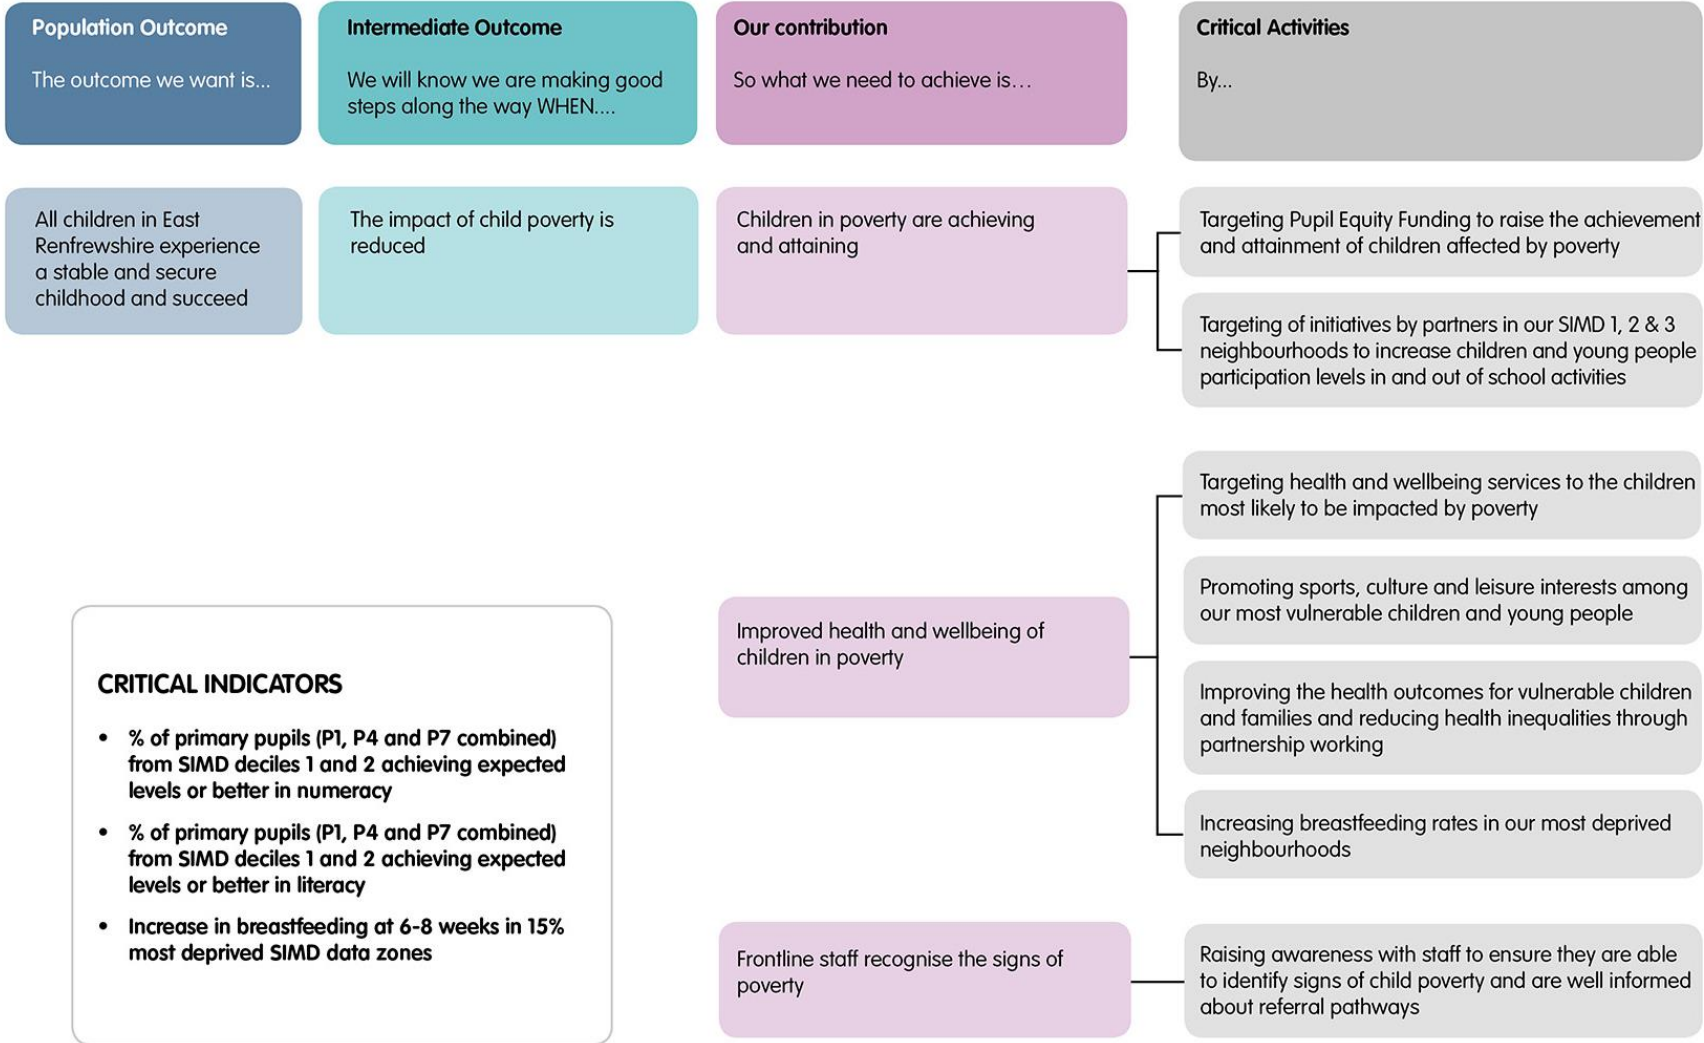 Population Outcome
The outcome we want is...
Intermediate Outcome
We will know we are making good
steps along the way WHEN....
Our contribution
So what we need to achieve is...
Critical Activities
By...
All children in East
Renfrewshire experience
a stable and secure
childhood and succeed
The impact of child poverty is
reduced
Children in poverty are achieving
and attaining
Targeting Pupil Equity Funding to raise the achievement
and attainment of children affected by poverty
Targeting of initiatives by partners in our SIMD 1, 2 & 3
neighbourhoods to increase children and young people
participation levels in and out of school activities
Improved health and wellbeing of
children in poverty
Targeting health and wellbeing services to the children
most likely to be impacted by poverty
Promoting sports, culture and leisure interests among
our most vulnerable children and young people
Improving the health outcomes for vulnerable children
and families and reducing health inequalities through
partnership working
Increasing breastfeeding rates in our most deprived
neighbourhoods
Frontline staff recognise the signs of
poverty
Raising awareness with staff to ensure they are able
to identify signs of child poverty and are well informed
about referral pathways
CRITICAL INDICATORS
• % of primary pupils (P1, P4 and P7 combined)
from SIMD deciles 1 and 2 achieving expected
levels or better in numeracy
• % of primary pupils (P1, P4 and P7 combined)
from SIMD deciles 1 and 2 achieving expected
levels or better in literacy
• Increase in breastfeeding at 6-8 weeks in 15%
most deprived SIMD data zones